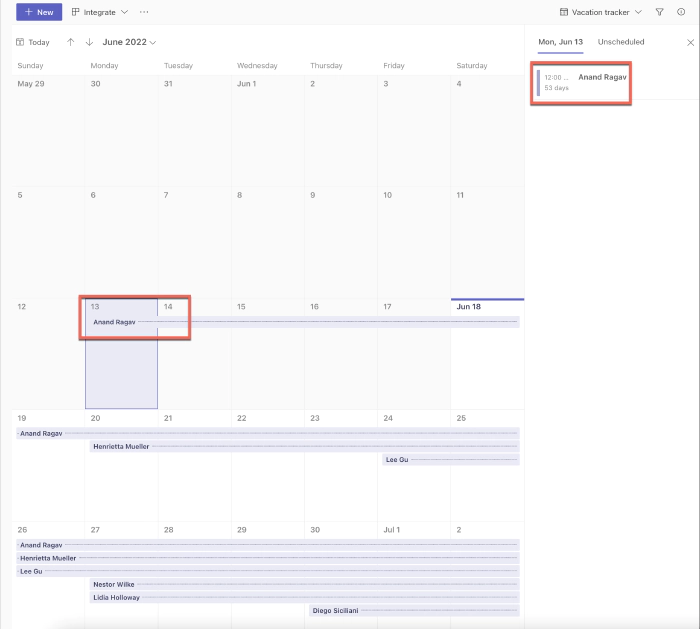 + New Integrate ... Vacation tracker
Today June 2022
Mon, Jun 13 Unscheduled
Sunday Monday Tuesday Wednesday Thursday Friday Saturday
12:00 ... Anand Ragav
53 days
May 29 30 31 Jun 1 2 3 4
5 6 7 8 9 10 11
12 13 14 15 16 17 Jun 18
Anand Ragav
19 20 21 22 23 24 25
Anand Ragav
Henrietta Mueller
Lee Gu
26 27 28 29 30 Jul 1 2
Anand Ragav
Henrietta Mueller
Lee Gu
Nestor Wilke
Lidia Holloway
Diego Siciliani